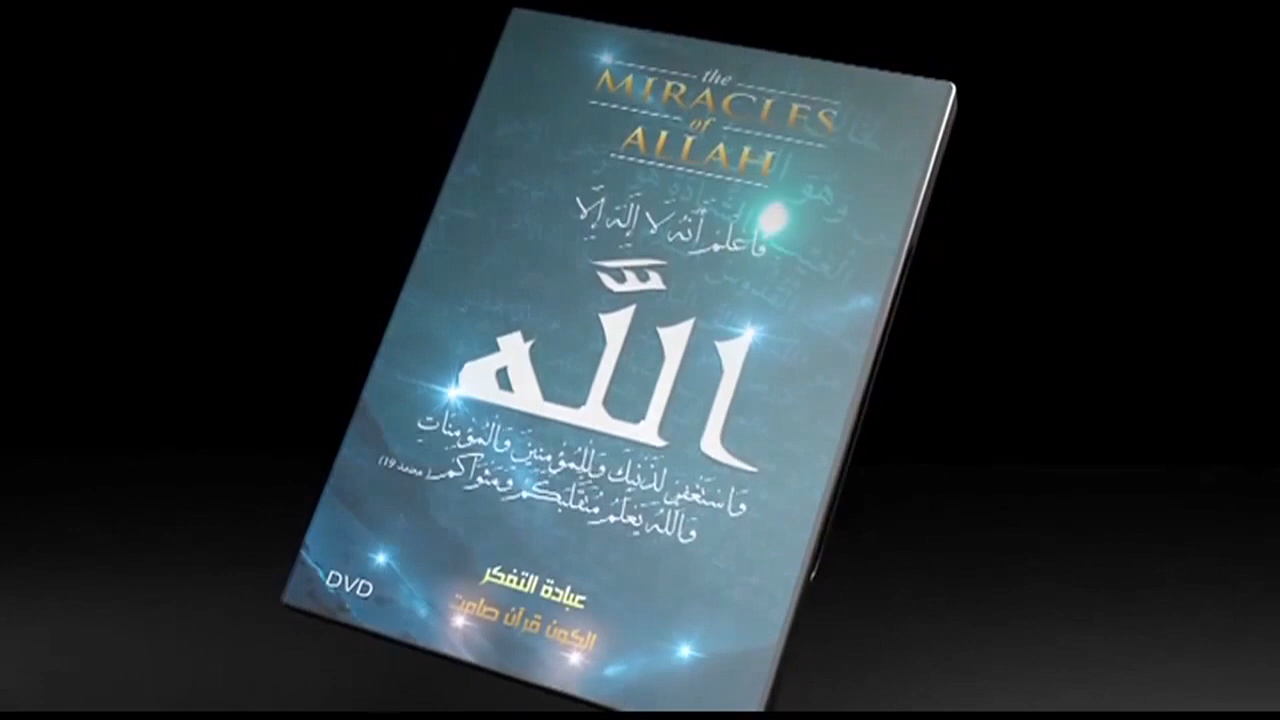 the
MIRACLES
of
ALLAH
فاعلم أنه لا إله إلا
الله
واستغفر لذنبك وللمؤمنين والمؤمنات
والله يعلم متقلبكم ومثواكم (محمد 19)
عبادة التفكر
الكون قرآن صامت
DVD